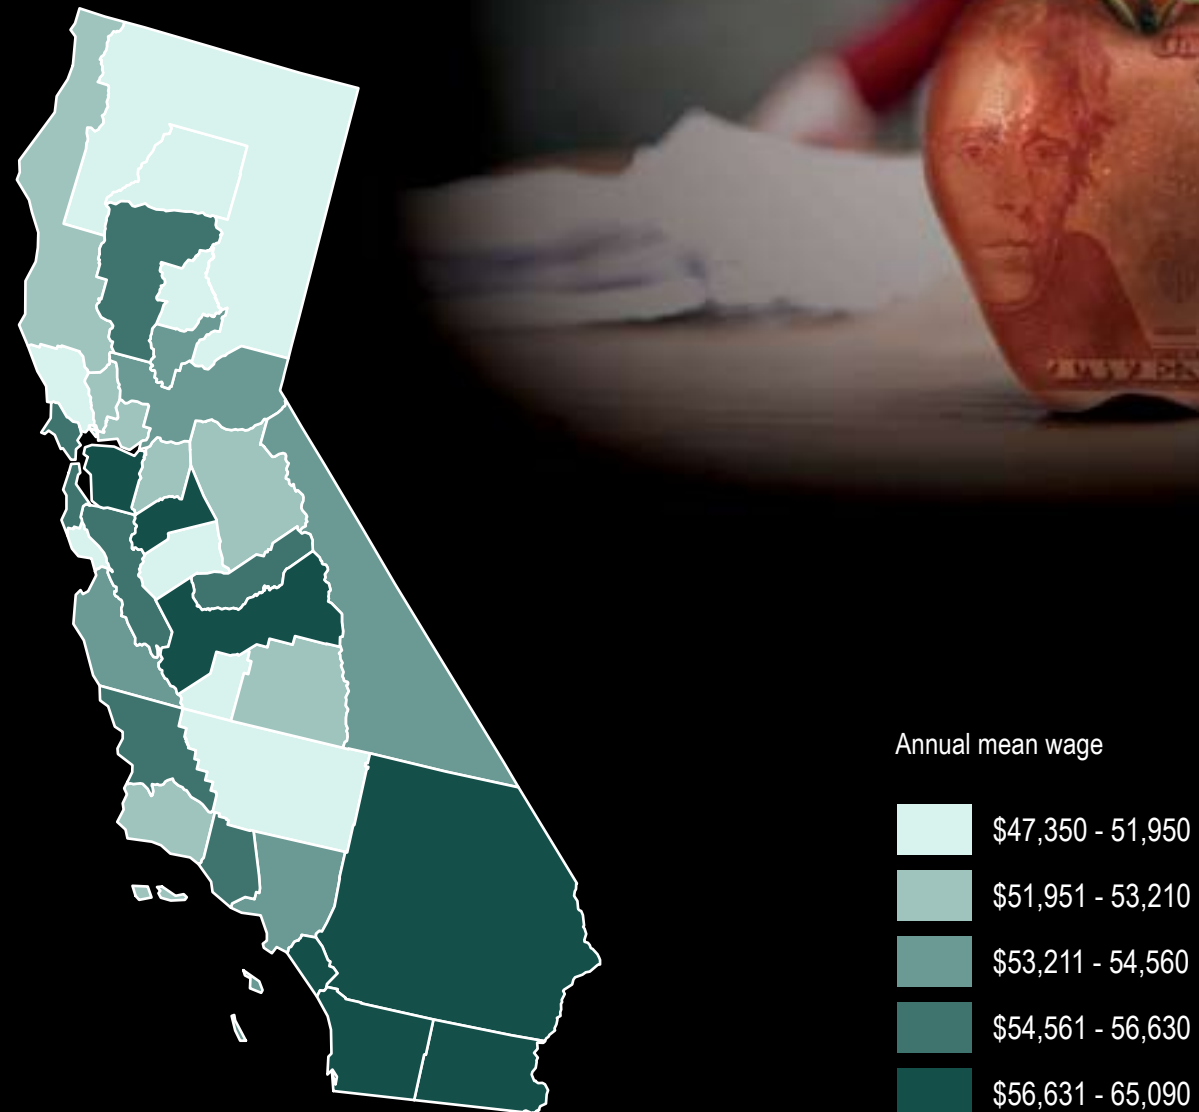 Annual mean wage
$47,350 - 51,950
$51,951 - 53,210
$53,211 - 54,560
$54,561 - 56,630
$56,631 - 65,090